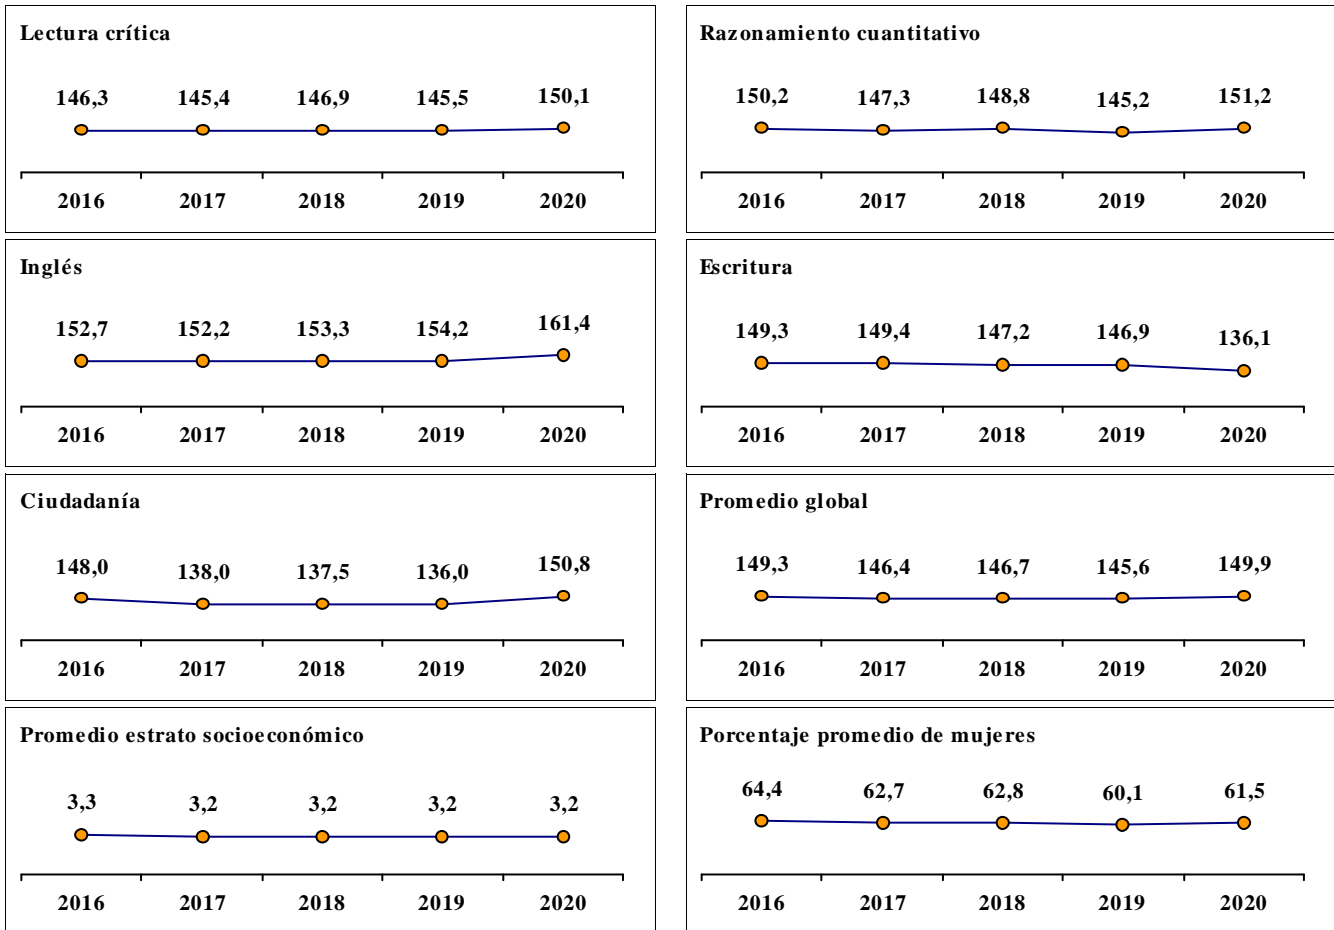 Lectura crítica
146,3 145,4 146,9 145,5 150,1
2016 2017 2018 2019 2020
Razonamiento cuantitativo
150,2 147,3 148,8 145,2 151,2
2016 2017 2018 2019 2020
Inglés
152,7 152,2 153,3 154,2 161,4
2016 2017 2018 2019 2020
Escritura
149,3 149,4 147,2 146,9 136,1
2016 2017 2018 2019 2020
Ciudadanía
148,0 138,0 137,5 136,0 150,8
2016 2017 2018 2019 2020
Promedio global
149,3 146,4 146,7 145,6 149,9
2016 2017 2018 2019 2020
Promedio estrato socioeconómico
3,3 3,2 3,2 3,2 3,2
2016 2017 2018 2019 2020
Porcentaje promedio de mujeres
64,4 62,7 62,8 60,1 61,5
2016 2017 2018 2019 2020